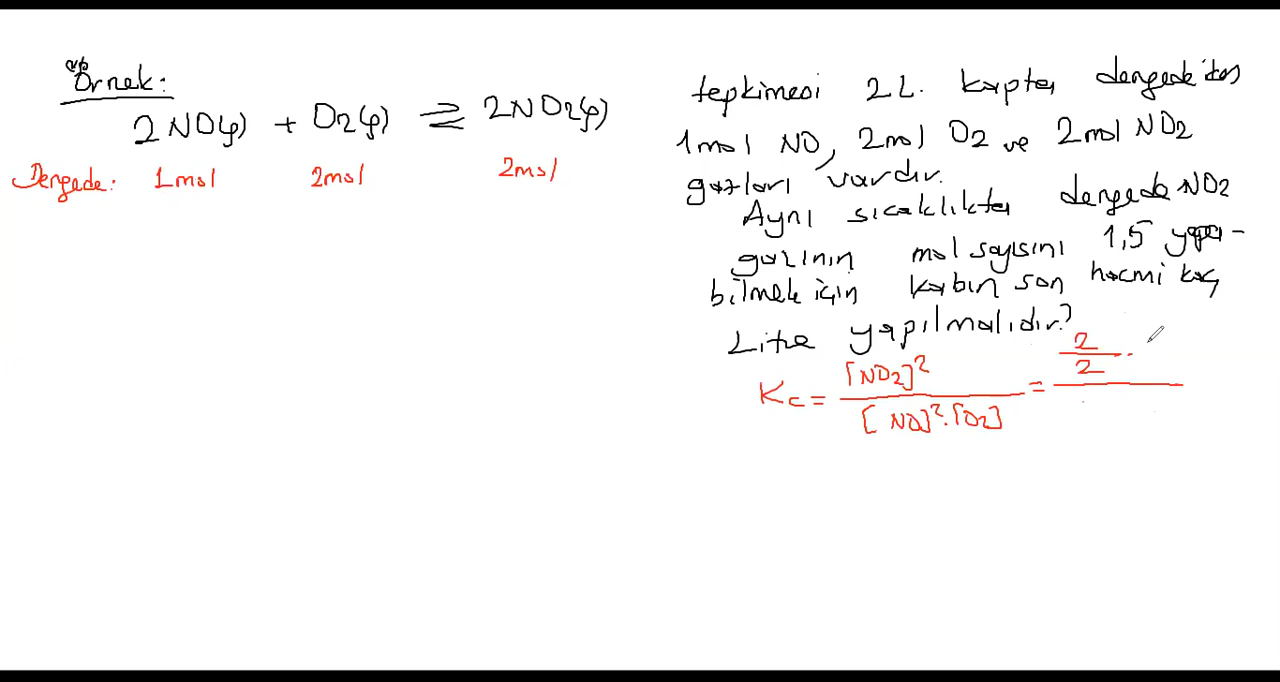 Örnek:
2NO(g) + O2(g) ⇌ 2NO2(g)
Dengede: 1mol 2mol 2mol
tepkimesi 2L. kapta dengede iken
1mol NO, 2mol O2 ve 2mol NO2
gazları vardır.
Aynı sıcaklıkta dengede NO2
gazının mol sayısını 1,5 yapa-
bilmek için kabın son hacmi kaç
Litre yapılmalıdır?
Kc = [NO2]² / [NO]².[O2] = 2/2 .